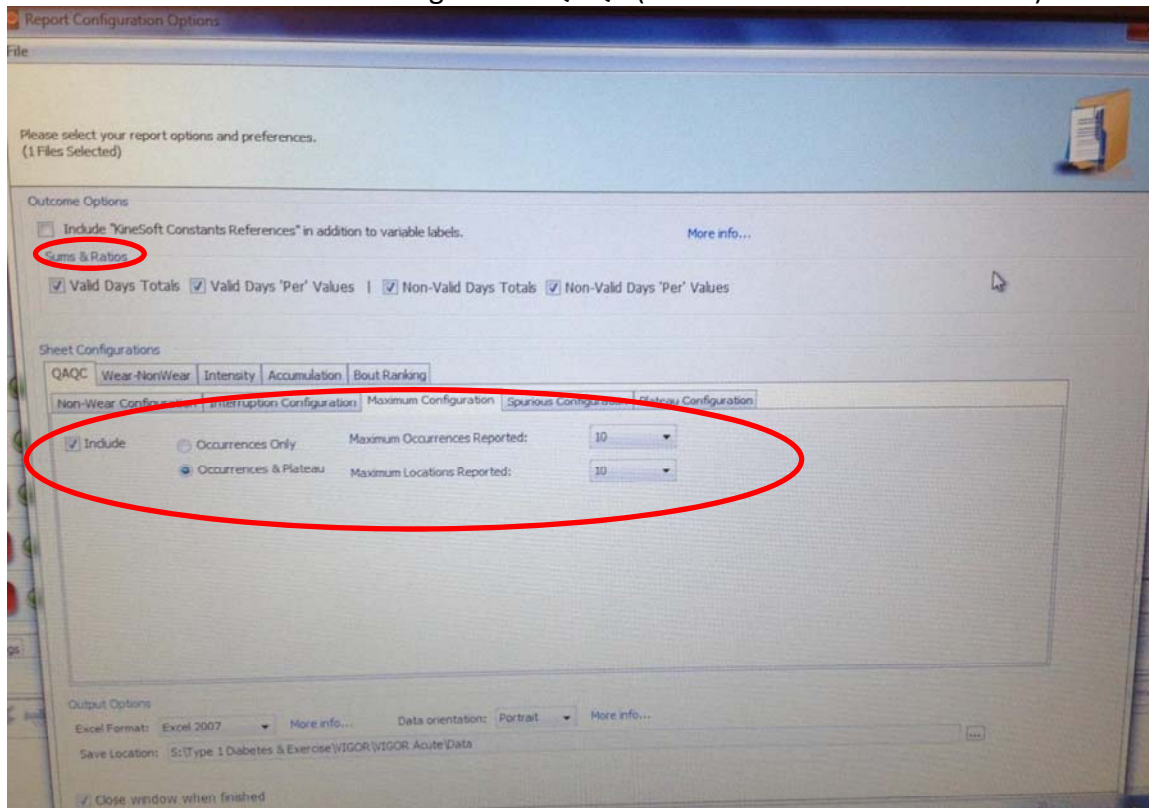 Report Configuration Options
File
Please select your report options and preferences.
(1 Files Selected)
Outcome Options
Include "KineSoft Constants References" in addition to variable labels. More info...
Sums & Ratios
Valid Days Totals Valid Days 'Per' Values | Non-Valid Days Totals Non-Valid Days 'Per' Values
Sheet Configurations
QAQC Wear-NonWear Intensity Accumulation Bout Ranking
Non-Wear Configuration Interruption Configuration Maximum Configuration Spurious Configuration Plateau Configuration
Include Occurrences Only Maximum Occurrences Reported: 10
Occurrences & Plateau Maximum Locations Reported: 10
Output Options
Excel Format: Excel 2007 More info... Data orientation: Portrait More info...
Save Location: S:\Type 1 Diabetes & Exercise\VIGOR\VIGOR Acute\Data ...
Close window when finished